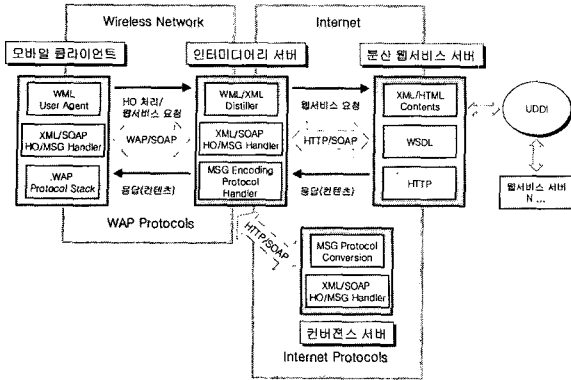 Wireless Network
Internet
모바일 클라이언트
인터미디어리 서버
분산 웹서비스 서버
WML
User Agent
XML/SOAP
HO/MSG Handler
WAP
Protocol Stack
HO 처리/
웹서비스 요청
WAP/SOAP
응답(컨텐츠)
WML/XML
Distiller
XML/SOAP
HO/MSG Handler
MSG Encoding
Protocol
Handler
웹서비스 요청
HTTP/SOAP
응답(컨텐츠)
XML/HTML
Contents
WSDL
HTTP
UDDI
웹서비스 서버
N ...
WAP Protocols
HTTP/SOAP
MSG Protocol
Conversion
XML/SOAP
HO/MSG Handler
컨버젼스 서버
Internet Protocols